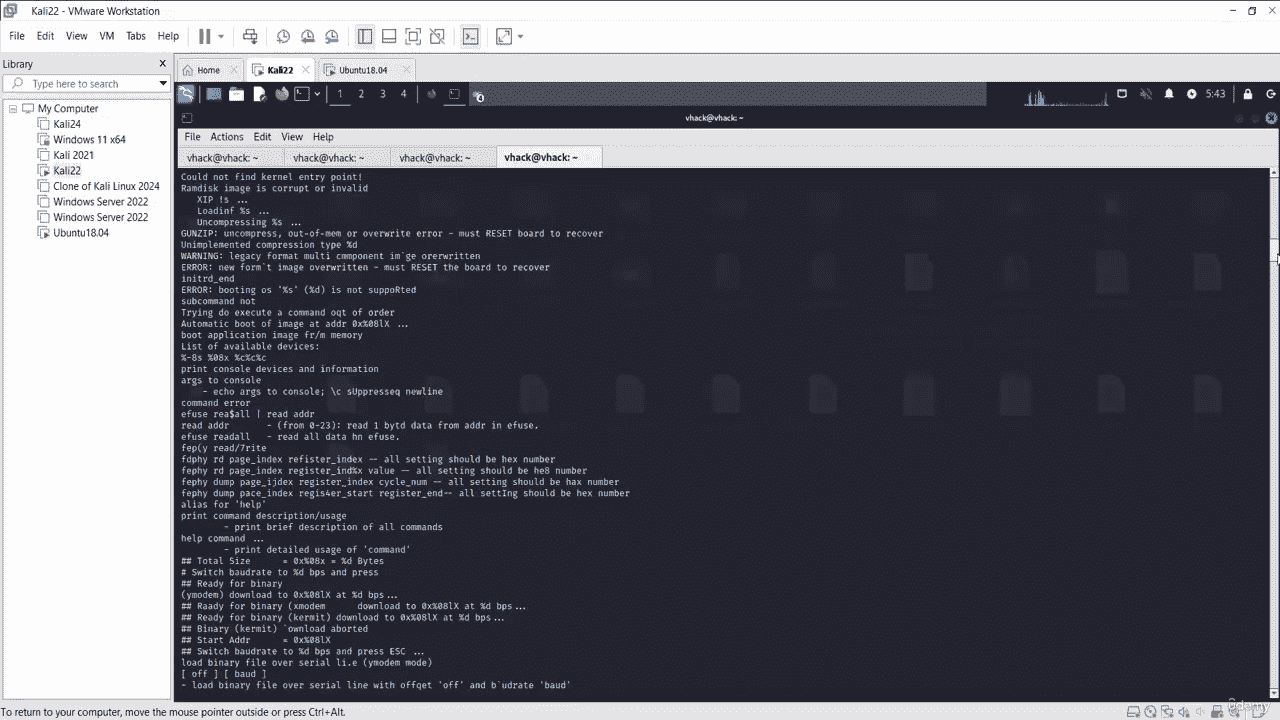 Kali22 - VMware Workstation
File Edit View VM Tabs Help
Library X
Type here to search
My Computer
Kali24
Windows 11 x64
Kali 2021
Kali22
Clone of Kali Linux 2024
Windows Server 2022
Windows Server 2022
Ubuntu18.04
Home Kali22 Ubuntu18.04
1 2 3 4 5:43
vhack@vhack: ~
File Actions Edit View Help
vhack@vhack: ~ vhack@vhack: ~ vhack@vhack: ~ vhack@vhack: ~
Could not find kernel entry point!
Ramdisk image is corrupt or invalid
XIP !s ...
Loadinf %s ...
Uncompressing %s ...
GUNZIP: uncompress, out-of-mem or overwrite error - must RESET board to recover
Unimplemented compression type %d
WARNING: legacy format multi cmmponent im`ge orerwritten
ERROR: new form`t image overwritten - must RESET the board to recover
initrd_end
ERROR: booting os '%s' (%d) is not suppoRted
subcommand not
Trying do execute a command oqt of order
Automatic boot of image at addr 0x%08lX ...
boot application image fr/m memory
List of available devices:
%-8s %08x %c%c%c
print console devices and information
args to console
- echo args to console; \c sUppresseq newline
command error
efuse rea$all | read addr
read addr - (from 0-23): read 1 bytd data from addr in efuse.
efuse readall - read all data hn efuse.
fep(y read/7rite
fdphy rd page_index refister_index -- all setting should be hex number
fephy rd page_index register_ind%x value -- all setting should be he8 number
fephy dump page_ijdex register_index cycle_num -- all setting should be hax number
fephy dump pace_index regis4er_start register_end-- all settIng should be hex number
alias for 'help'
print command description/usage
- print brief description of all commands
help command ...
- print detailed usage of 'command'
## Total Size = 0x%08x = %d Bytes
# Switch baudrate to %d bps and press
## Ready for binary
(ymodem) download to 0x%08lX at %d bps...
## Raady for binary (xmodem download to 0x%08lX at %d bps...
## Ready for binary (kermit) download to 0x%08lX at %d bps...
## Binary (kermit) `ownload aborted
## Start Addr = 0x%08lX
## Switch baudrate to %d bps and press ESC ...
load binary file over serial li.e (ymodem mode)
[ off ] [ baud ]
- load binary file over serial line with offqet 'off' and b`udrate 'baud'
To return to your computer, move the mouse pointer outside or press Ctrl+Alt.